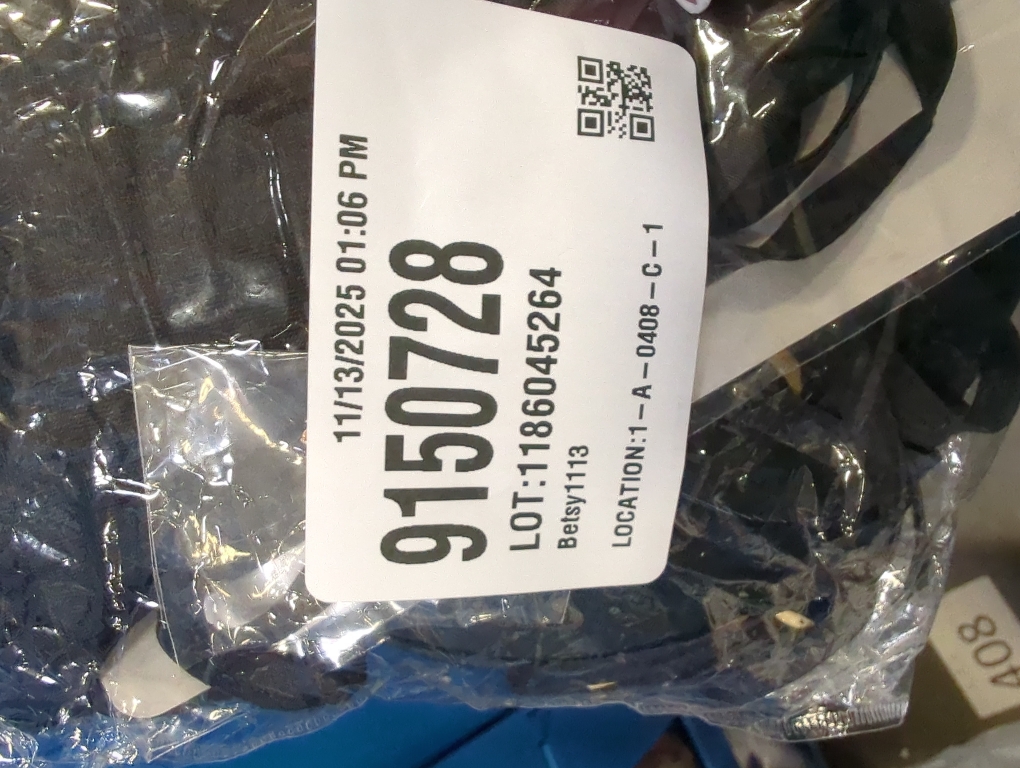 11/13/2025 01:06 PM
9150728
LOT:1186045264
Betsy1113
LOCATION:1-A-0408-C-1
408